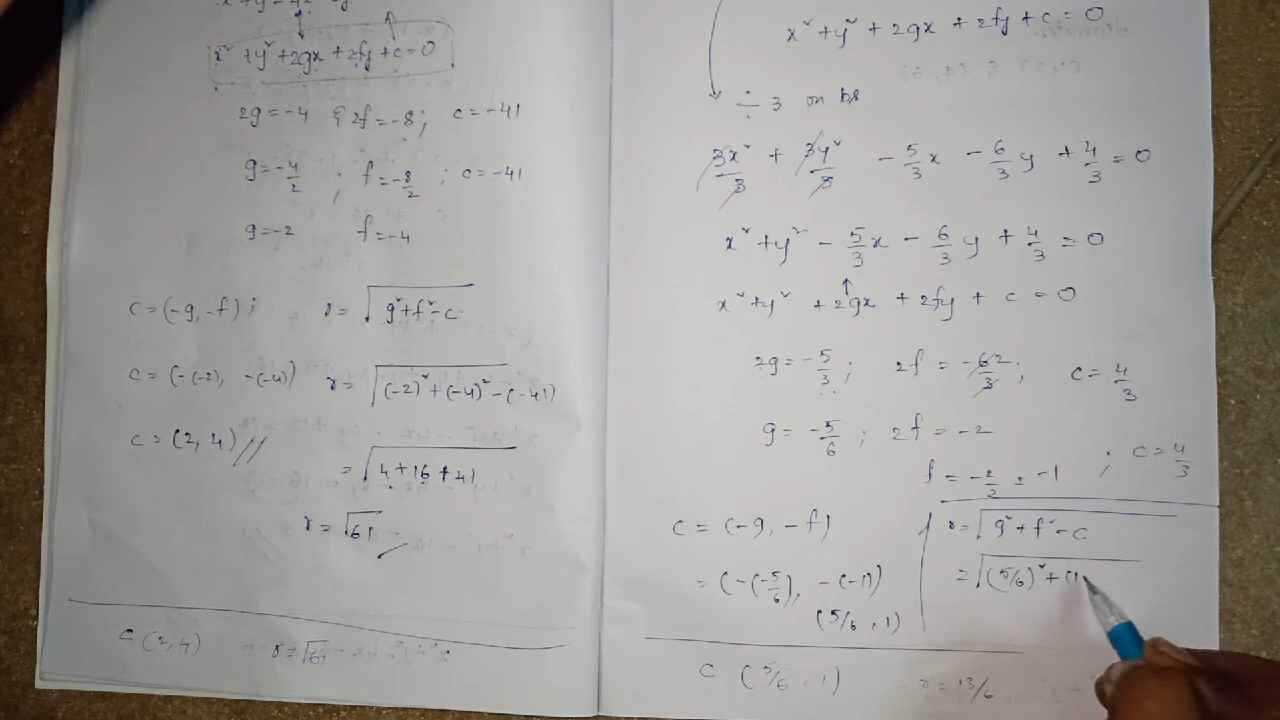 x² + y² + 2gx + 2fy + c = 0
2g = -4 & 2f = -8 ; c = -41
g = -4/2 ; f = -8/2 ; c = -41
g = -2 f = -4
c = (-g, -f) ; r = √(g² + f² - c)
c = (-(-2), -(-4)) r = √((-2)² + (-4)² - (-41))
c = (2, 4) // = √(4 + 16 + 41)
r = √61
c (2, 4) r = √61
x² + y² + 2gx + 2fy + c = 0
÷ 3 on bs
3x²/3 + 3y²/3 - 5/3 x - 6/3 y + 4/3 = 0
x² + y² - 5/3 x - 6/3 y + 4/3 = 0
x² + y² + 2gx + 2fy + c = 0
2g = -5/3 ; 2f = -6/3 2 ; c = 4/3
g = -5/6 ; 2f = -2
f = -2/2 = -1 ; c = 4/3
c = (-g, -f) r = √(g² + f² - c)
= (-(-5/6), -(-1)) = √((5/6)² + (1
(5/6, 1)
c (5/6, 1) r = 13/6